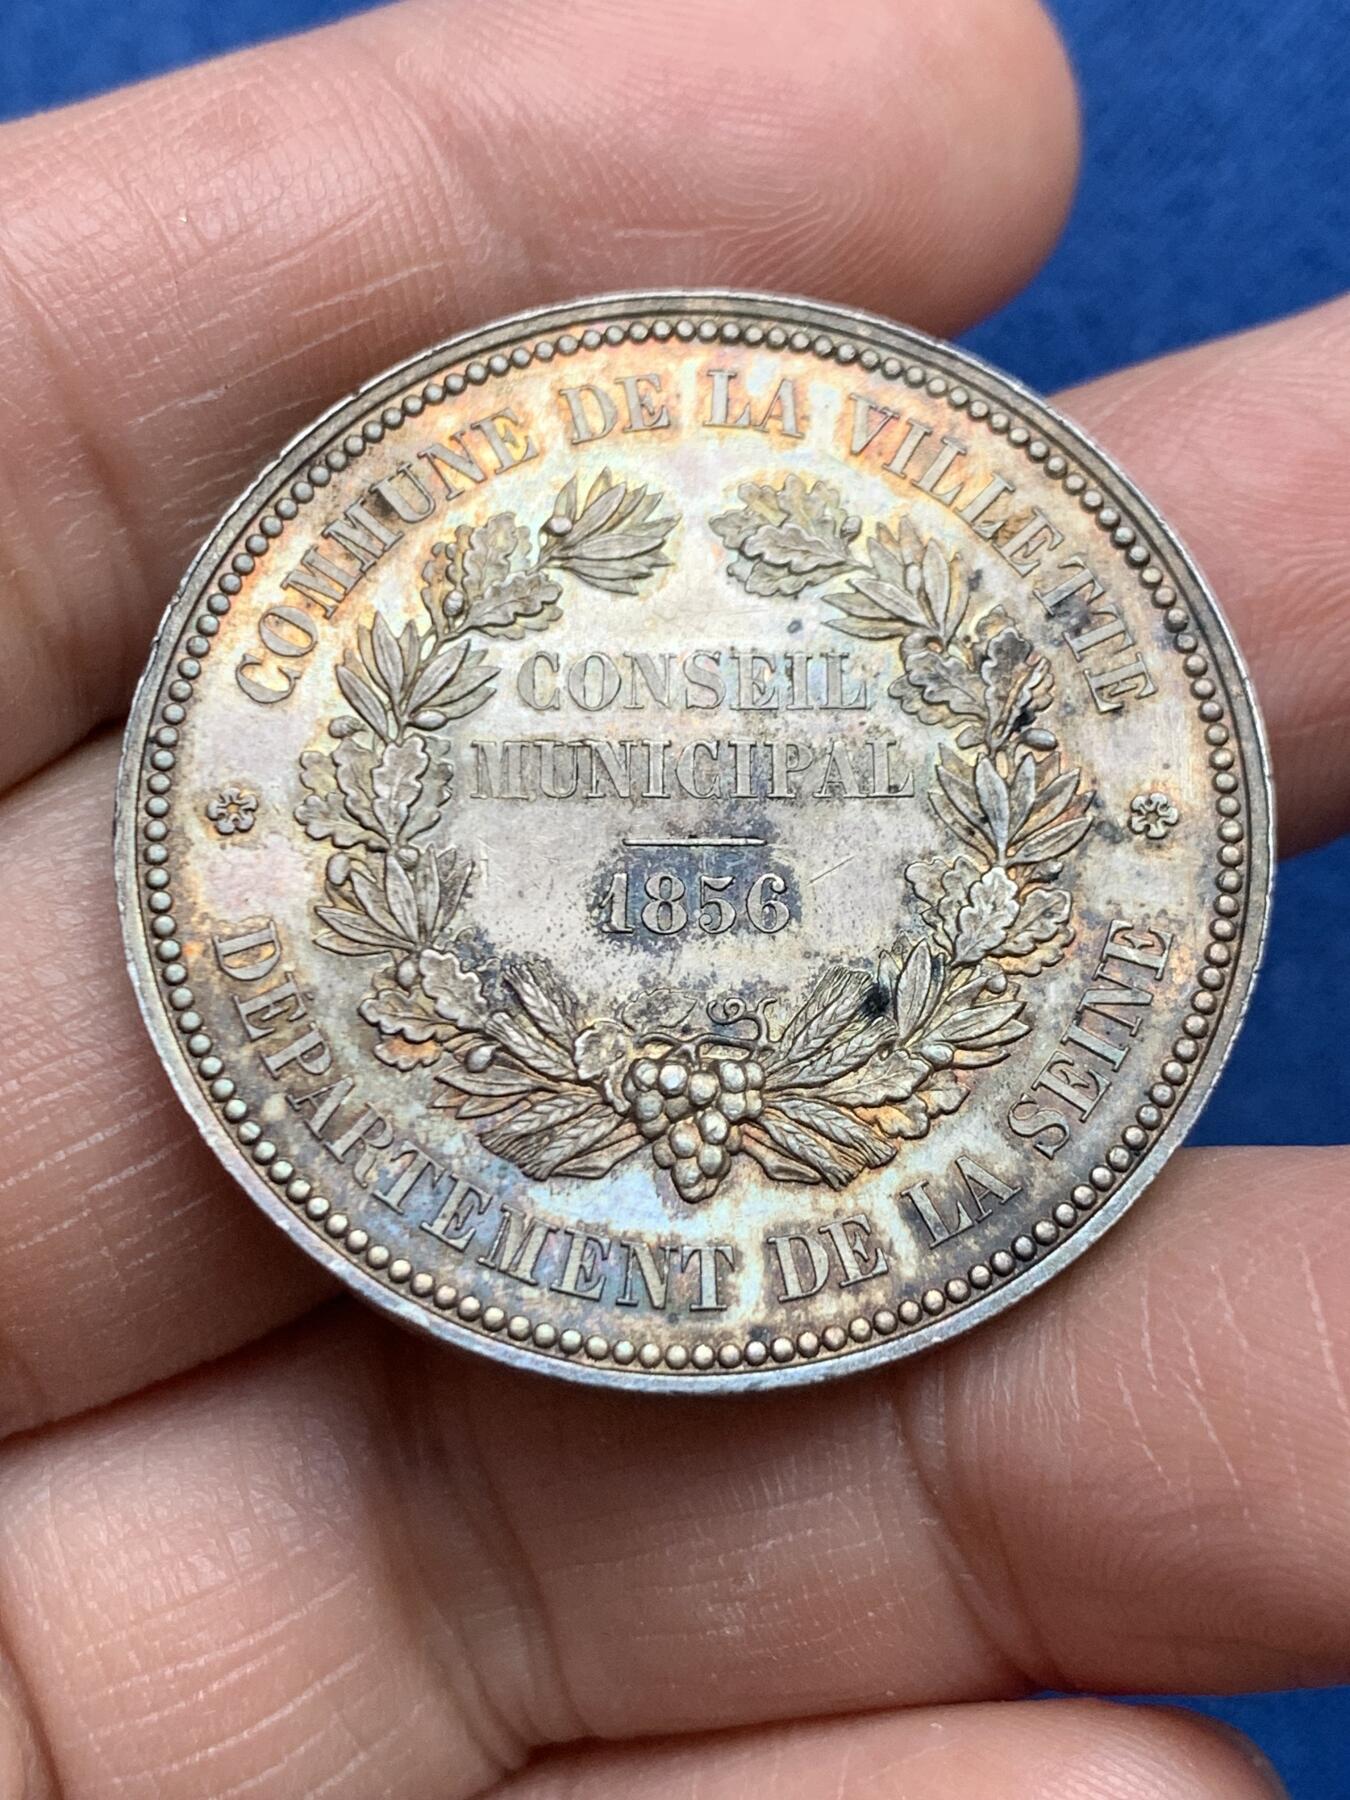 COMMUNE DE LA VILLETTE
CONSEIL
MUNICIPAL
1856
DÉPARTEMENT DE LA SEINE